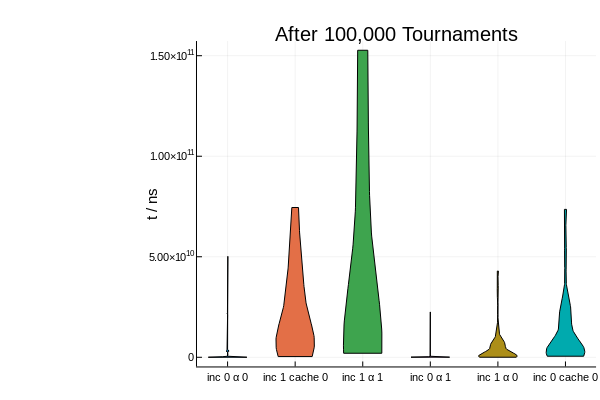 After 100,000 Tournaments
t / ns
1.50×10¹¹
1.00×10¹¹
5.00×10¹⁰
0
inc 0 α 0 inc 1 cache 0 inc 1 α 1 inc 0 α 1 inc 1 α 0 inc 0 cache 0